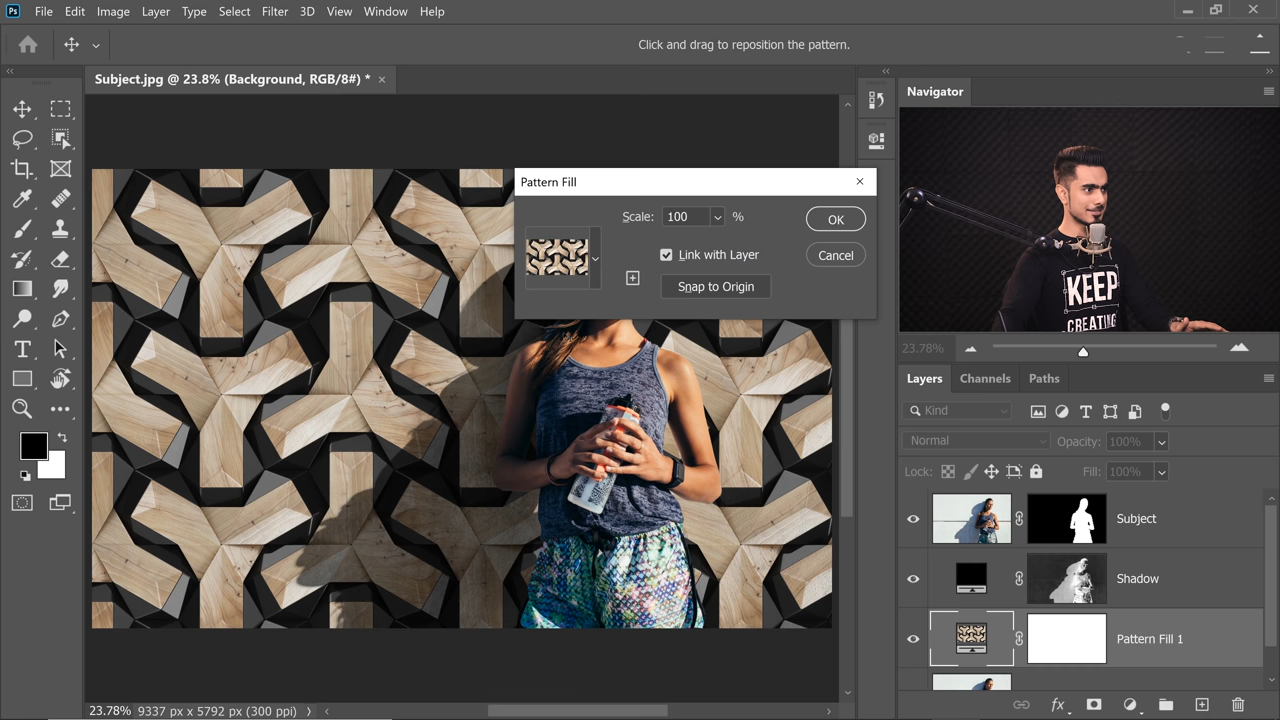 Ps File Edit Image Layer Type Select Filter 3D View Window Help
Click and drag to reposition the pattern.
Subject.jpg @ 23.8% (Background, RGB/8#) * ×
Navigator
Pattern Fill
Scale: 100 %
OK
Link with Layer
Cancel
Snap to Origin
KEEP
CREATING
23.78%
Layers Channels Paths
Kind
Normal Opacity: 100%
Lock: Fill: 100%
Subject
Shadow
Pattern Fill 1
fx
23.78% 9337 px x 5792 px (300 ppi)